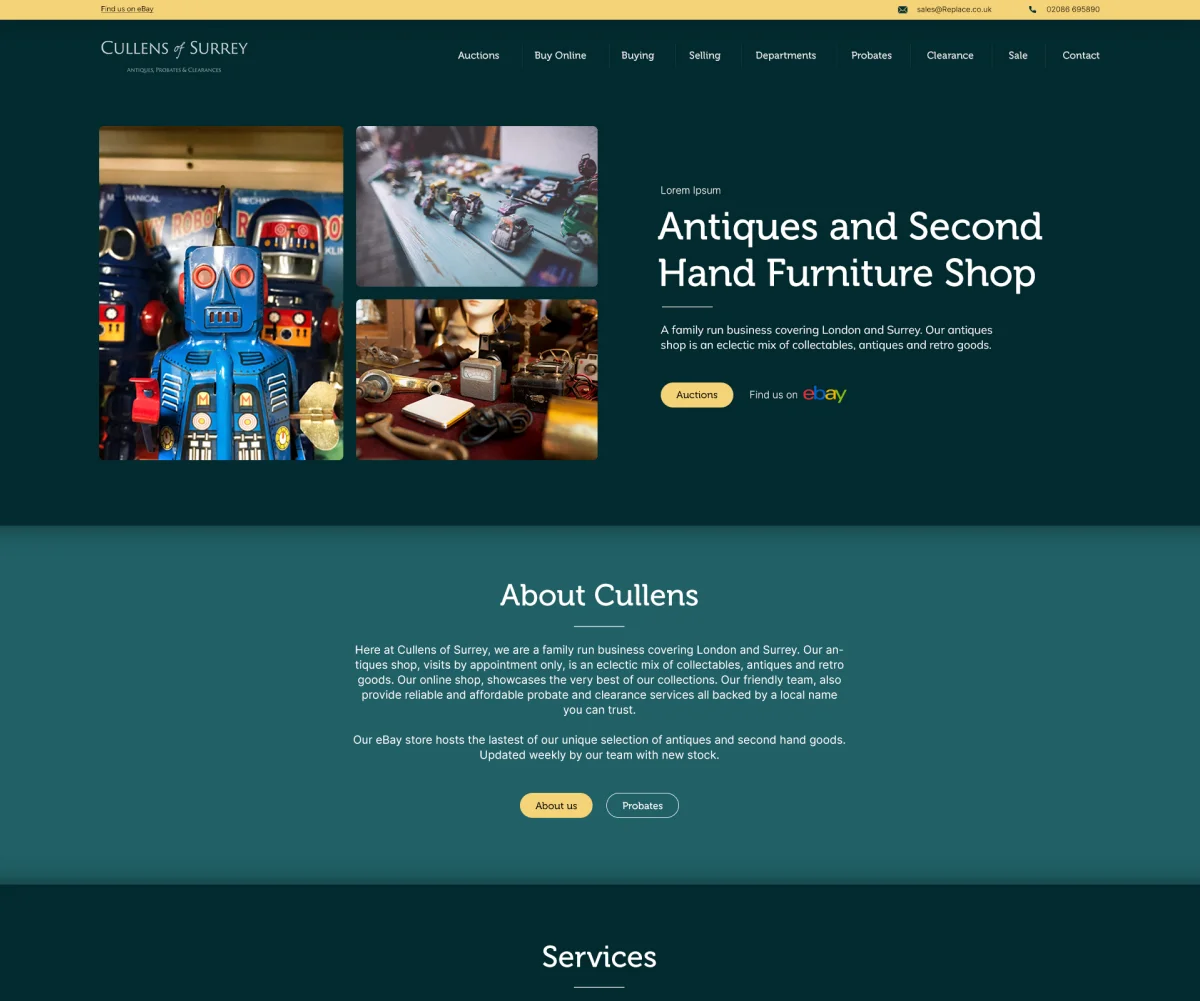 Find us on eBay
sales@Replace.co.uk
02086 695890
CULLENS of SURREY
ANTIQUES, PROBATES & CLEARANCES
Auctions
Buy Online
Buying
Selling
Departments
Probates
Clearance
Sale
Contact
MECHANICAL
ROBOT
MECH
Lorem Ipsum
Antiques and Second
Hand Furniture Shop
A family run business covering London and Surrey. Our antiques
shop is an eclectic mix of collectables, antiques and retro goods.
Auctions
Find us on ebay
About Cullens
Here at Cullens of Surrey, we are a family run business covering London and Surrey. Our an-
tiques shop, visits by appointment only, is an eclectic mix of collectables, antiques and retro
goods. Our online shop, showcases the very best of our collections. Our friendly team, also
provide reliable and affordable probate and clearance services all backed by a local name
you can trust.
Our eBay store hosts the lastest of our unique selection of antiques and second hand goods.
Updated weekly by our team with new stock.
About us
Probates
Services